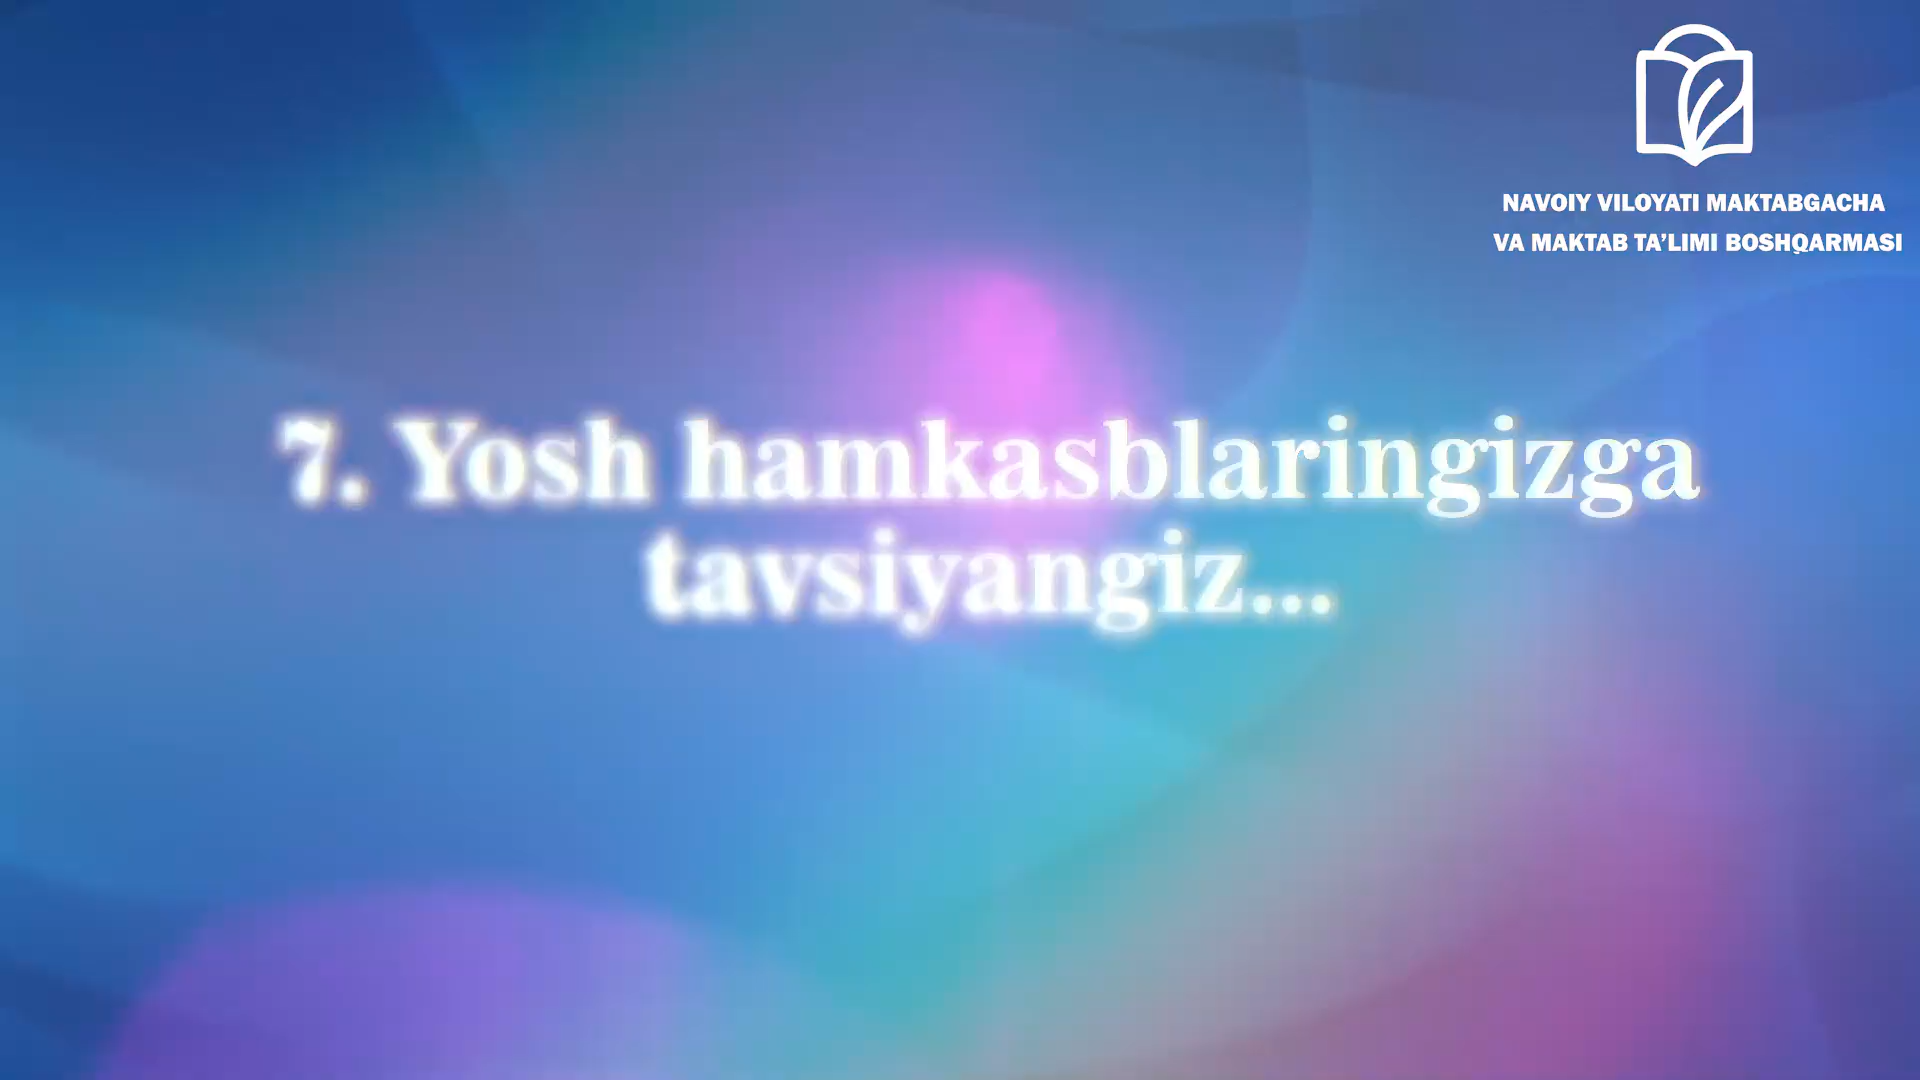 NAVOIY VILOYATI MAKTABGACHA
VA MAKTAB TA’LIMI BOSHQARMASI
7. Yosh hamkasblaringizga
tavsiyangiz...